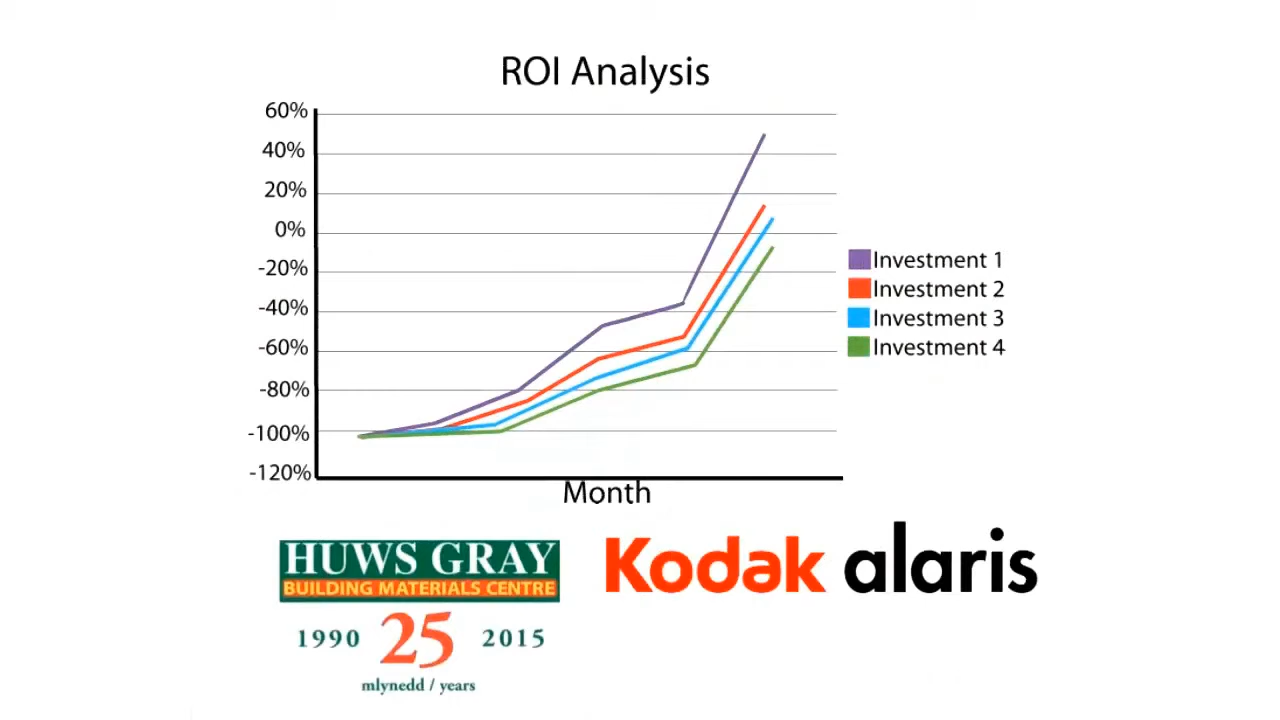 ROI Analysis
60%
40%
20%
0%
-20%
-40%
-60%
-80%
-100%
-120%
Month
Investment 1
Investment 2
Investment 3
Investment 4
HUWS GRAY
BUILDING MATERIALS CENTRE
1990 25 2015
mlynedd / years
Kodak alaris